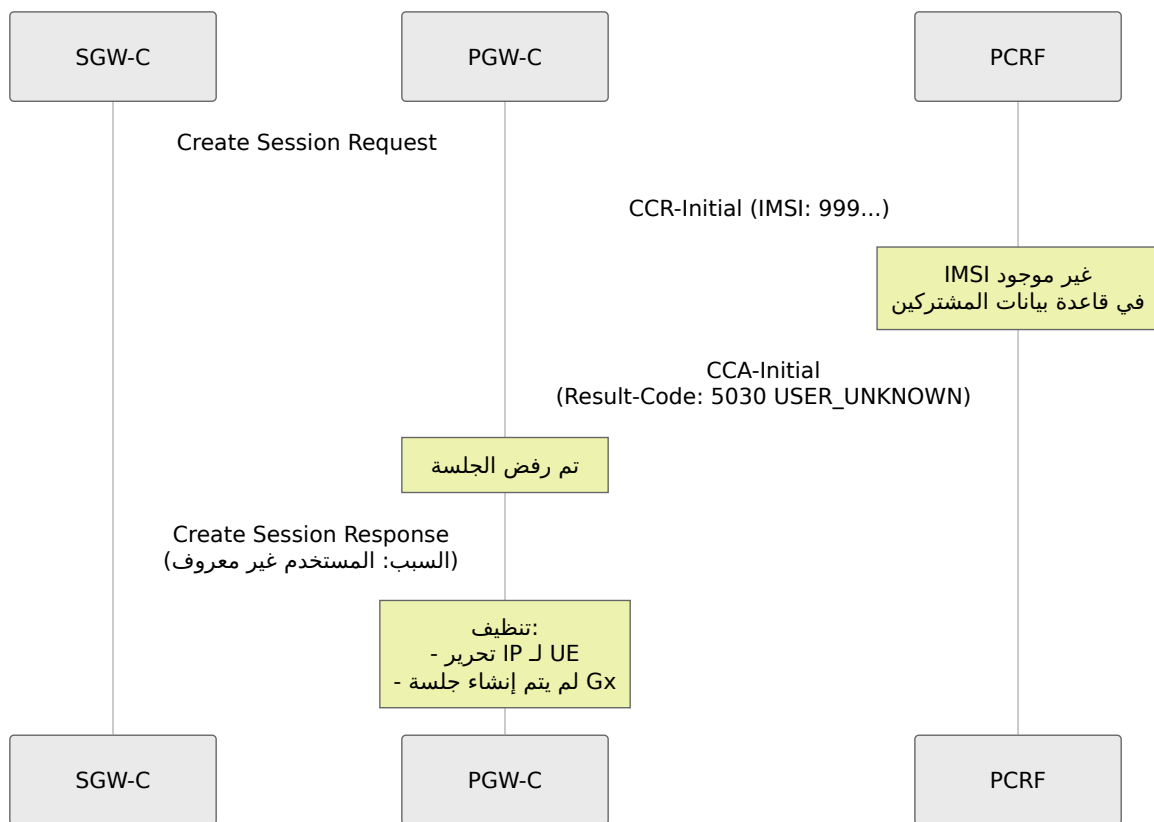 SGW-C
PGW-C
PCRF
Create Session Request
CCR-Initial (IMSI: 999...)
IMSI غير موجود
في قاعدة بيانات المشتركين
CCA-Initial
(Result-Code: 5030 USER_UNKNOWN)
تم رفض الجلسة
Create Session Response
(السبب: المستخدم غير معروف)
تنظيف:
- تحرير IP لـ UE
- لم يتم إنشاء جلسة Gx
SGW-C
PGW-C
PCRF